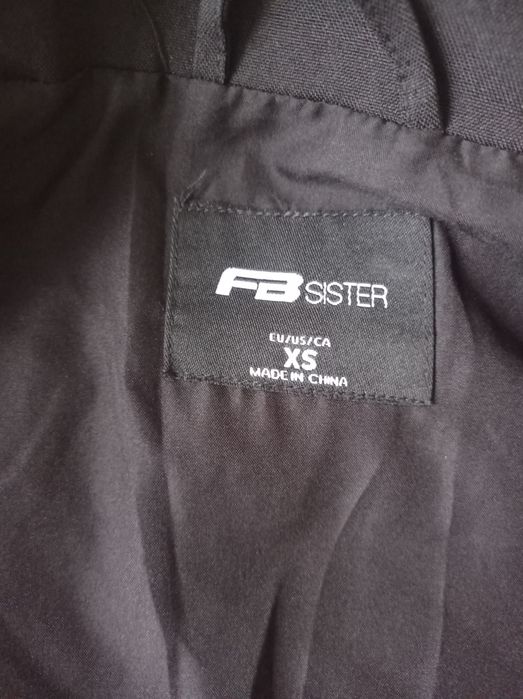 FB SISTER
EU/US/CA
XS
MADE IN CHINA